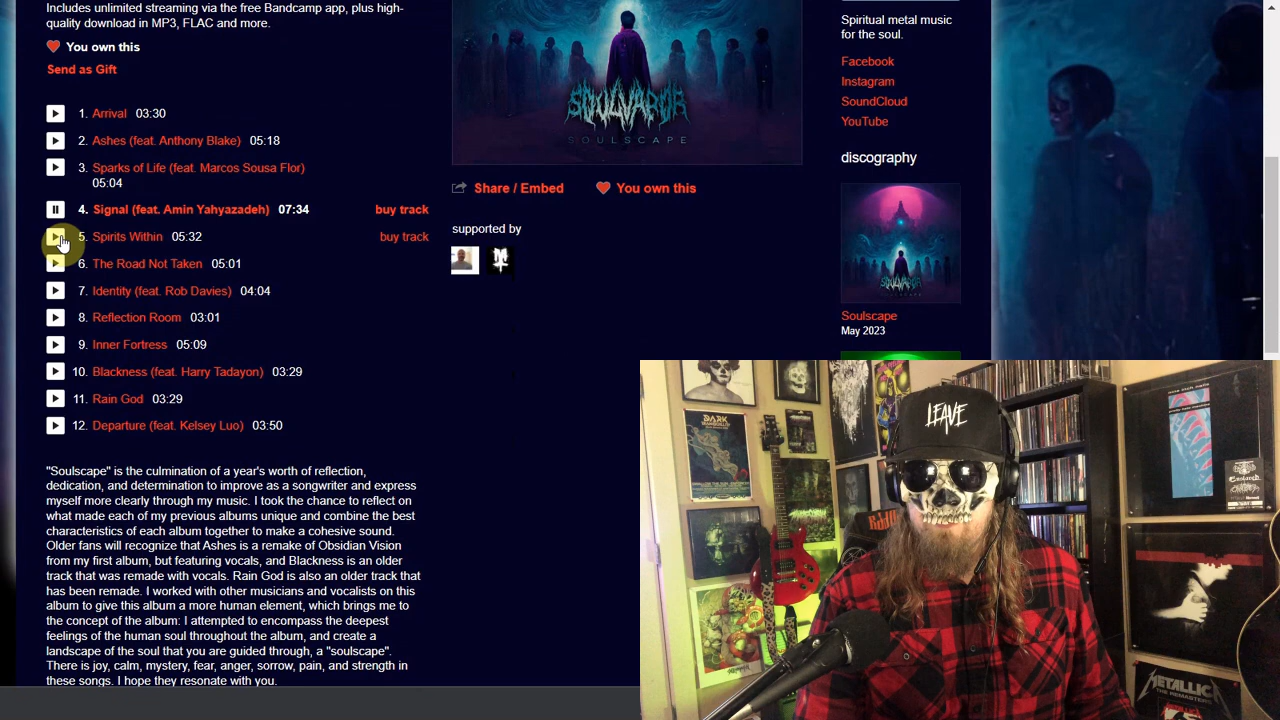 Includes unlimited streaming via the free Bandcamp app, plus high-
quality download in MP3, FLAC and more.
You own this
Send as Gift
1. Arrival 03:30
2. Ashes (feat. Anthony Blake) 05:18
3. Sparks of Life (feat. Marcos Sousa Flor)
05:04
4. Signal (feat. Amin Yahyazadeh) 07:34 buy track
5. Spirits Within 05:32 buy track
6. The Road Not Taken 05:01
7. Identity (feat. Rob Davies) 04:04
8. Reflection Room 03:01
9. Inner Fortress 05:09
10. Blackness (feat. Harry Tadayon) 03:29
11. Rain God 03:29
12. Departure (feat. Kelsey Luo) 03:50
"Soulscape" is the culmination of a year's worth of reflection,
dedication, and determination to improve as a songwriter and express
myself more clearly through my music. I took the chance to reflect on
what made each of my previous albums unique and combine the best
characteristics of each album together to make a cohesive sound.
Older fans will recognize that Ashes is a remake of Obsidian Vision
from my first album, but featuring vocals, and Blackness is an older
track that was remade with vocals. Rain God is also an older track that
has been remade. I worked with other musicians and vocalists on this
album to give this album a more human element, which brings me to
the concept of the album: I attempted to encompass the deepest
feelings of the human soul throughout the album, and create a
landscape of the soul that you are guided through, a "soulscape".
There is joy, calm, mystery, fear, anger, sorrow, pain, and strength in
these songs. I hope they resonate with you.
SOULSCAPE
Share / Embed
You own this
supported by
Spiritual metal music
for the soul.
Facebook
Instagram
SoundCloud
YouTube
discography
Soulscape
May 2023
LEAVE
DARK
METALLICA
THE REMASTERS